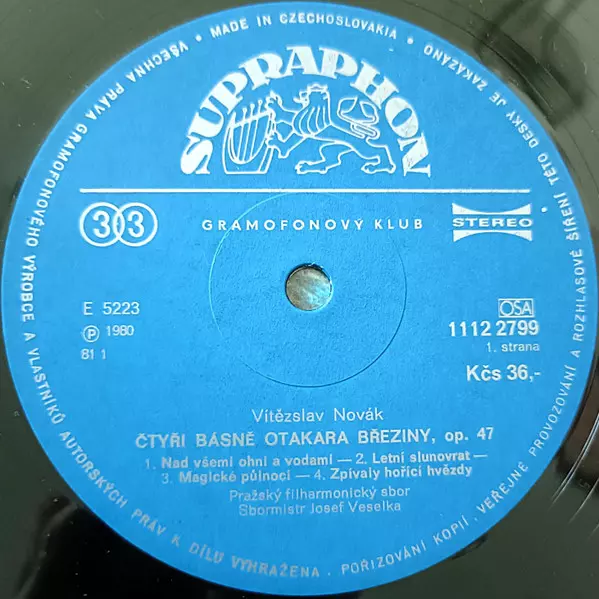 VŠECHNA PRÁVA GRAMOFONOVÉHO VÝROBCE A VLASTNÍKŮ AUTORSKÝCH PRÁV K DÍLU VYHRAŽENA. POŘIZOVÁNÍ KOPIÍ, VEŘEJNÉ PROVOZOVÁNÍ A ROZHLASOVÉ ŠÍŘENÍ TÉTO DESKY JE ZAKÁZÁNO • MADE IN CZECHOSLOVAKIA •
SUPRAPHON
33
GRAMOFONOVÝ KLUB
STEREO
E 5223
℗ 1980
81 1
OSA
1112 2799
1. strana
Kčs 36,-
Vítězslav Novák
ČTYŘI BÁSNĚ OTAKARA BŘEZINY, op. 47
1. Nad všemi ohni a vodami — 2. Letní slunovrat —
3. Magické půlnoci — 4. Zpívaly hořící hvězdy
Pražský filharmonický sbor
Sbormistr Josef Veselka